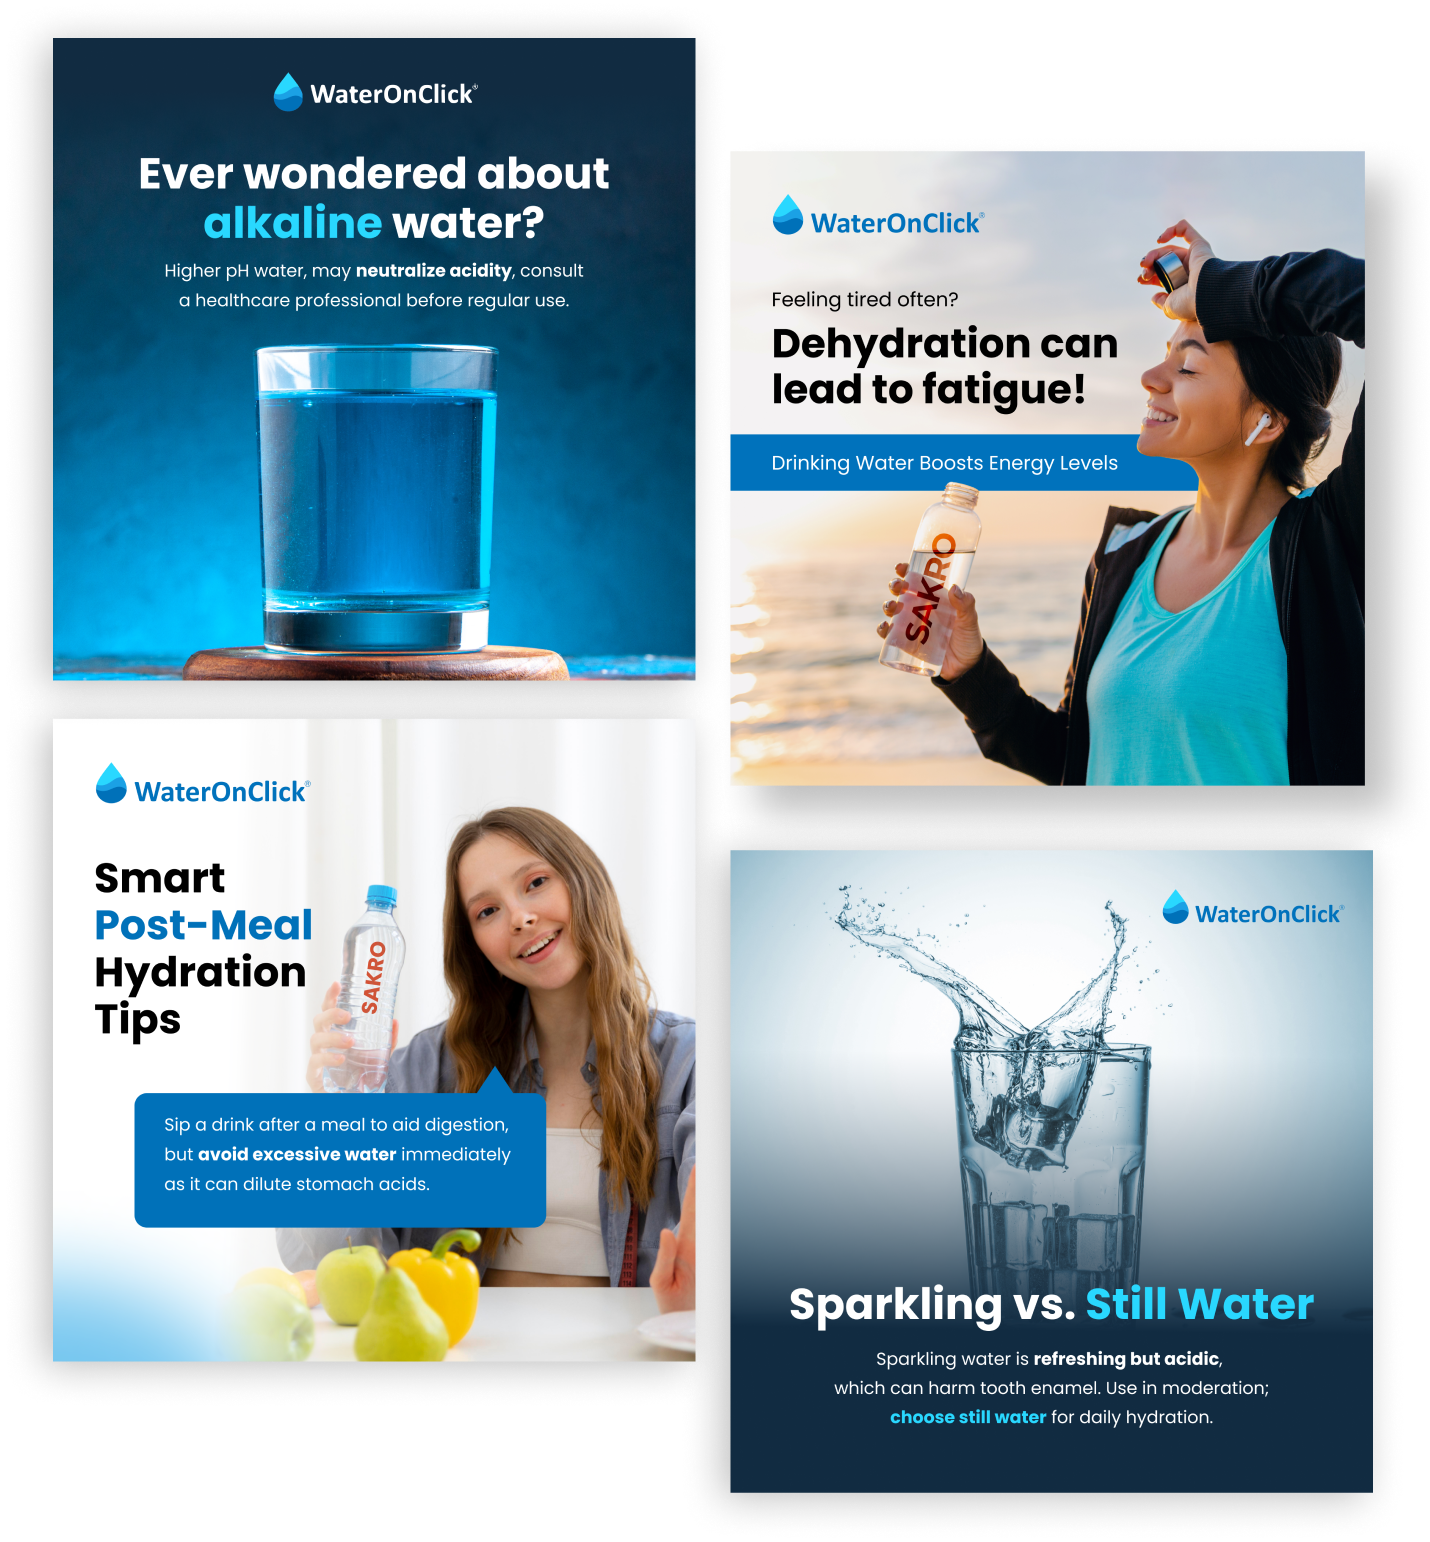 WaterOnClick®
Ever wondered about
alkaline water?
Higher pH water, may neutralize acidity, consult
a healthcare professional before regular use.
WaterOnClick®
Feeling tired often?
Dehydration can
lead to fatigue!
Drinking Water Boosts Energy Levels
SAKRO
WaterOnClick®
Smart
Post-Meal
Hydration
Tips
SAKRO
Sip a drink after a meal to aid digestion,
but avoid excessive water immediately
as it can dilute stomach acids.
WaterOnClick®
Sparkling vs. Still Water
Sparkling water is refreshing but acidic,
which can harm tooth enamel. Use in moderation;
choose still water for daily hydration.